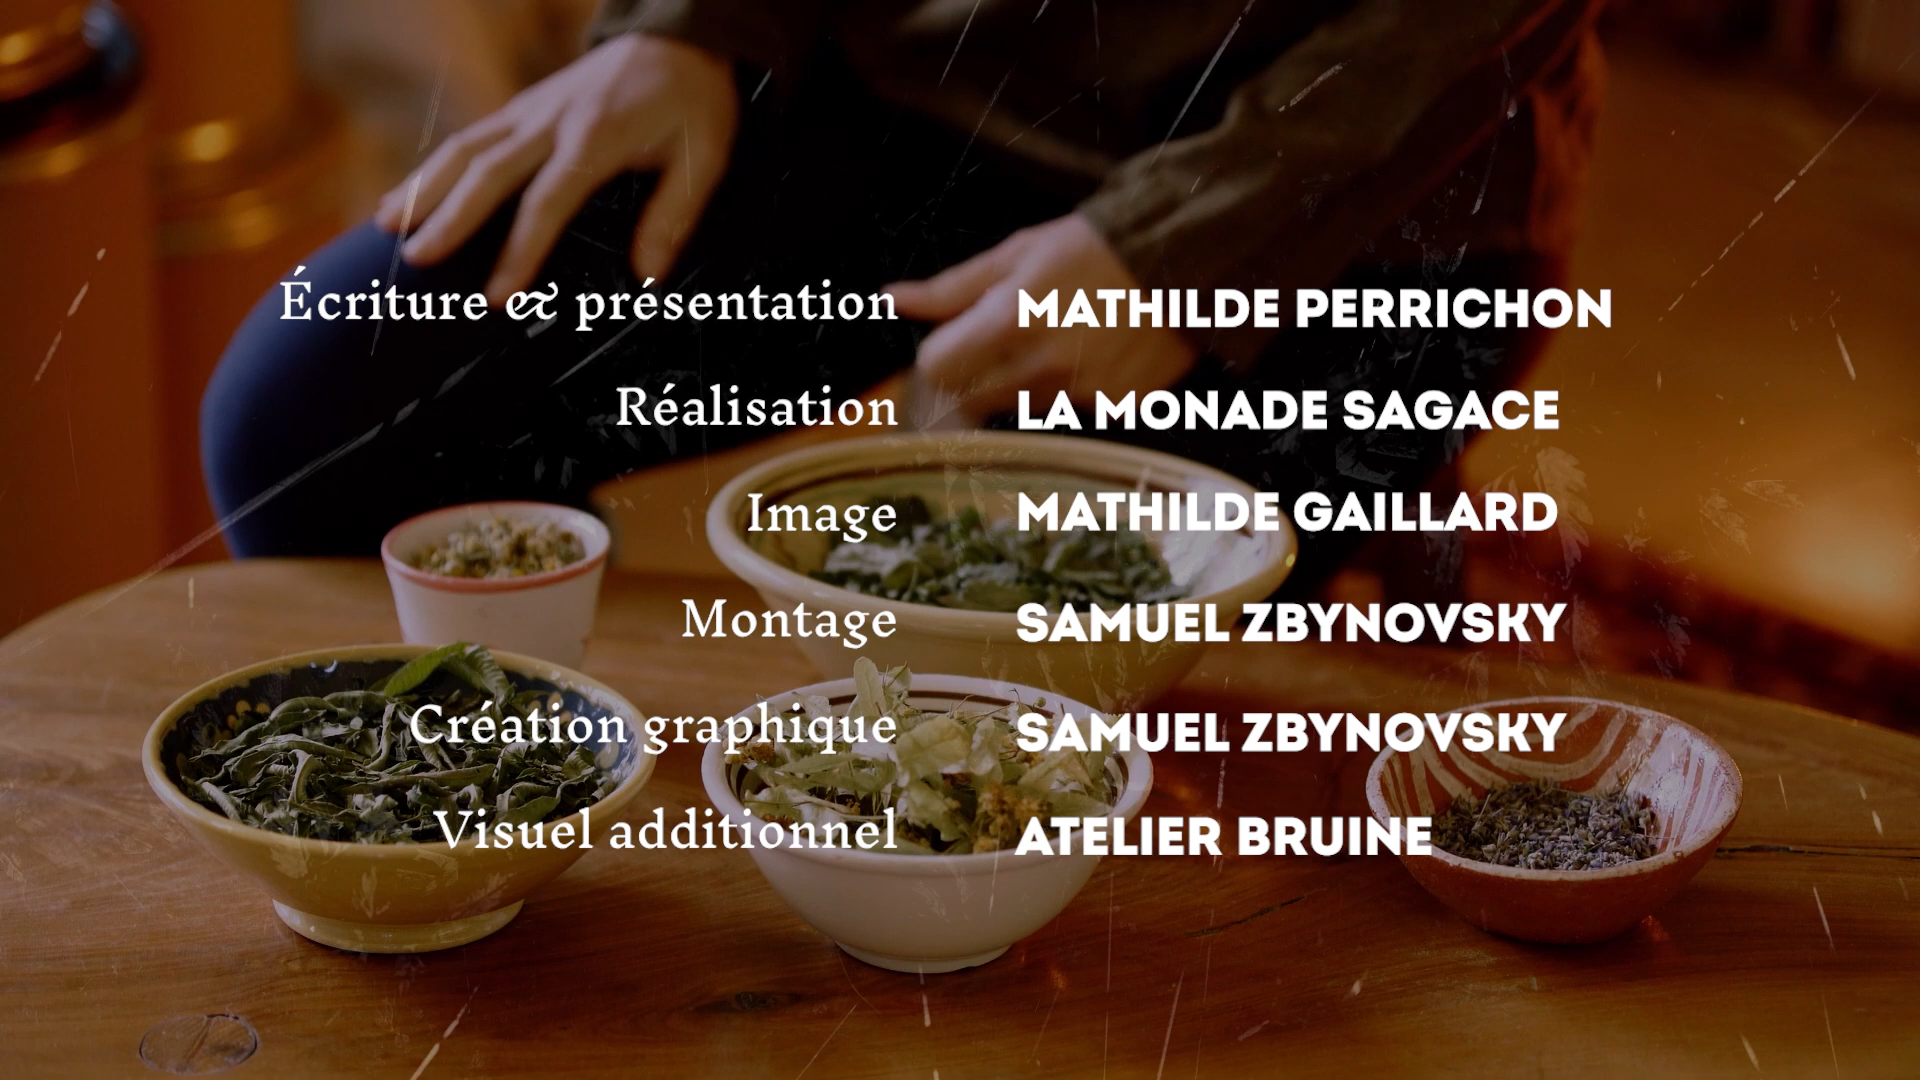 Écriture & présentation MATHILDE PERRICHON
Réalisation LA MONADE SAGACE
Image MATHILDE GAILLARD
Montage SAMUEL ZBYNOVSKY
Création graphique SAMUEL ZBYNOVSKY
Visuel additionnel ATELIER BRUINE